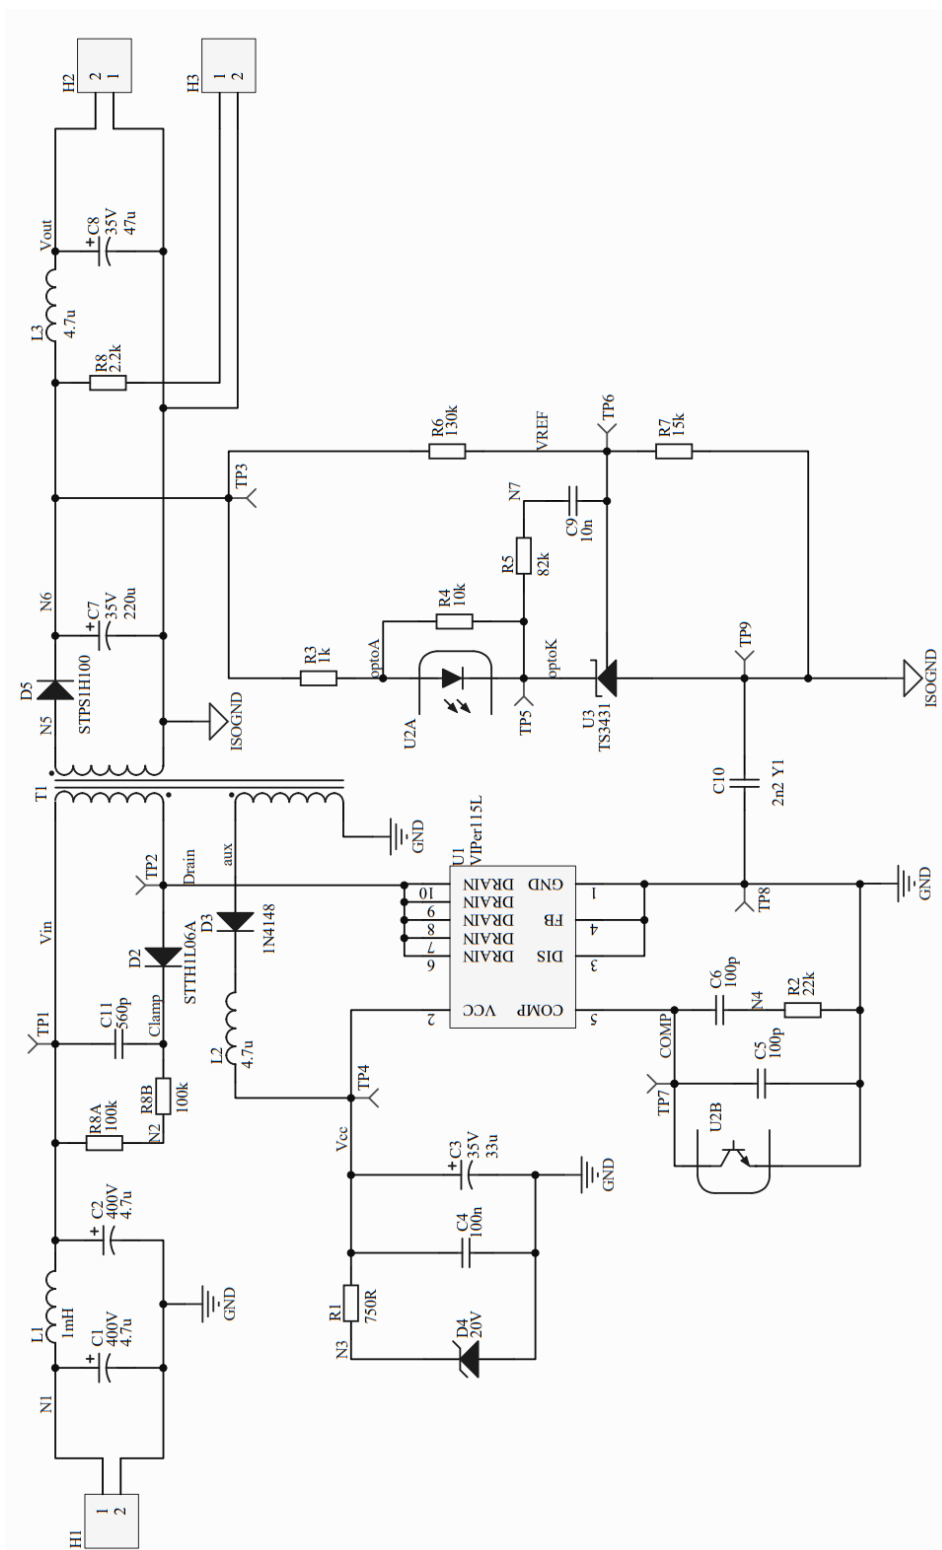 H1
1
2
N1
L1
1mH
C1
400V
4.7u
C2
400V
4.7u
GND
R8A
100k
N2
R8B
100k
TP1
C11
560p
Clamp
Vin
D2
STTH1L06A
TP2
Drain
T1
N5
D5
STPS1H100
ISOGND
N6
C7
35V
220u
TP3
R8
2.2k
L3
4.7u
Vout
C8
35V
47u
H2
2
1
H3
1
2
L2
4.7u
D3
1N4148
aux
GND
TP4
Vcc
N3
R1
750R
D4
20V
C4
100n
C3
35V
33u
GND
U1
VIPer115L
10
DRAIN
9
DRAIN
8
DRAIN
7
DRAIN
6
DRAIN
2
VCC
GND
1
FB
4
DIS
3
COMP
5
R3
1k
optoA
U2A
R4
10k
TP5
optoK
R5
82k
N7
C9
10n
R6
130k
VREF
TP6
R7
15k
U3
TS3431
TP9
ISOGND
C10
2n2 Y1
TP8
GND
COMP
TP7
U2B
C5
100p
C6
100p
N4
R2
22k